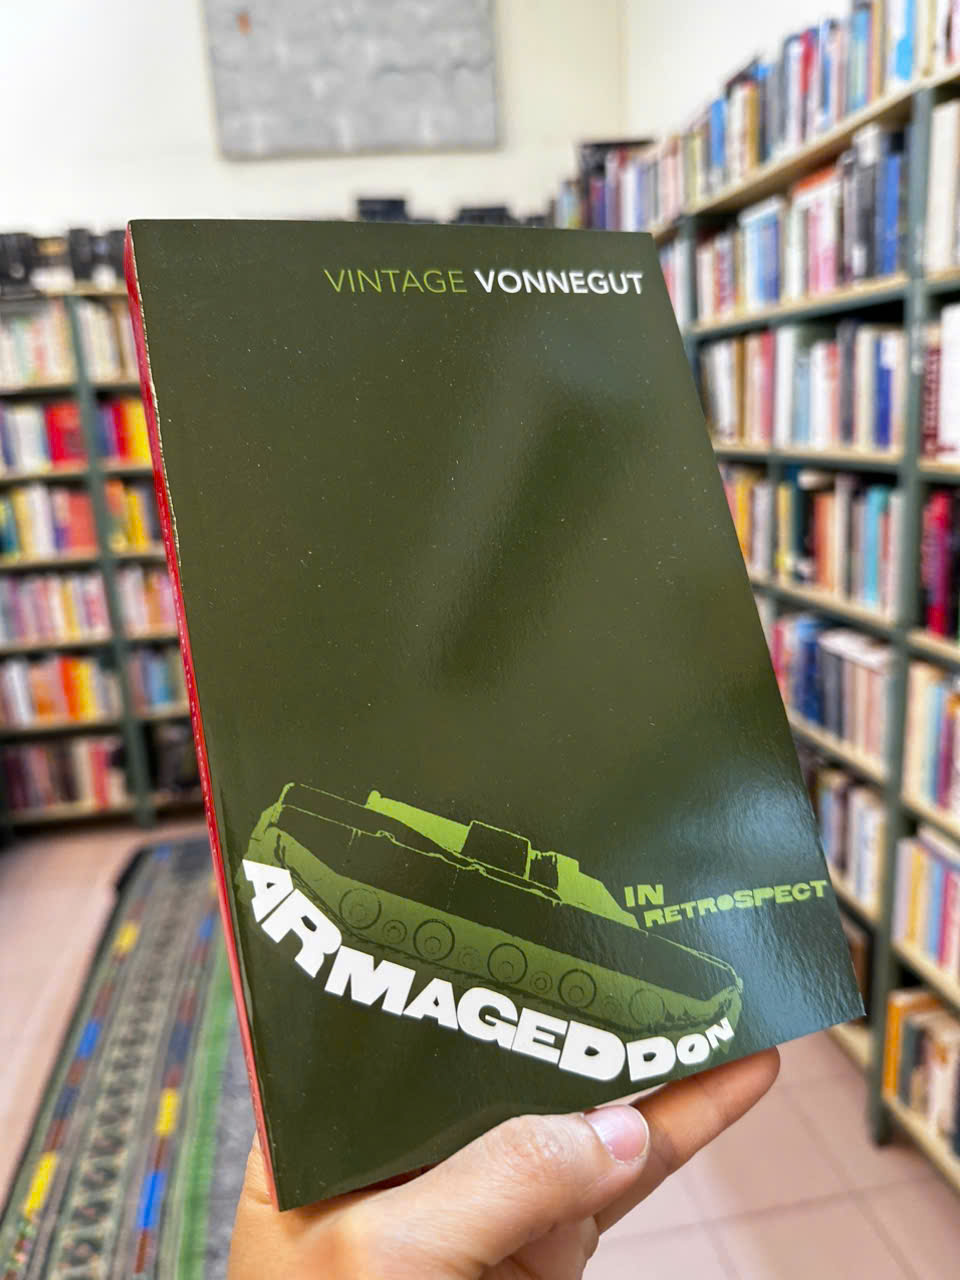 VINTAGE VONNEGUT
IN
RETROSPECT
ARMAGEDDON